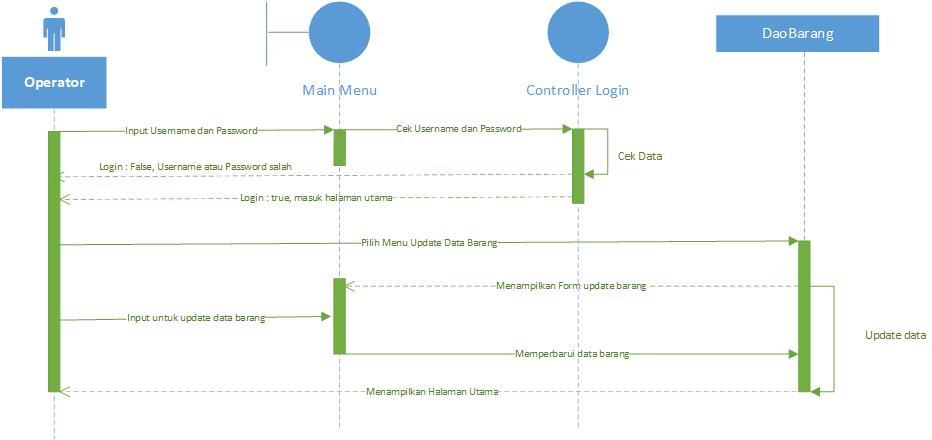 DaoBarang
Operator
Main Menu
Controller Login
Input Username dan Password
Cek Username dan Password
Cek Data
Login : False, Username atau Password salah
Login : true, masuk halaman utama
Pilih Menu Update Data Barang
Menampilkan Form update barang
Input untuk update data barang
Update data
Memperbarui data barang
Menampilkan Halaman Utama